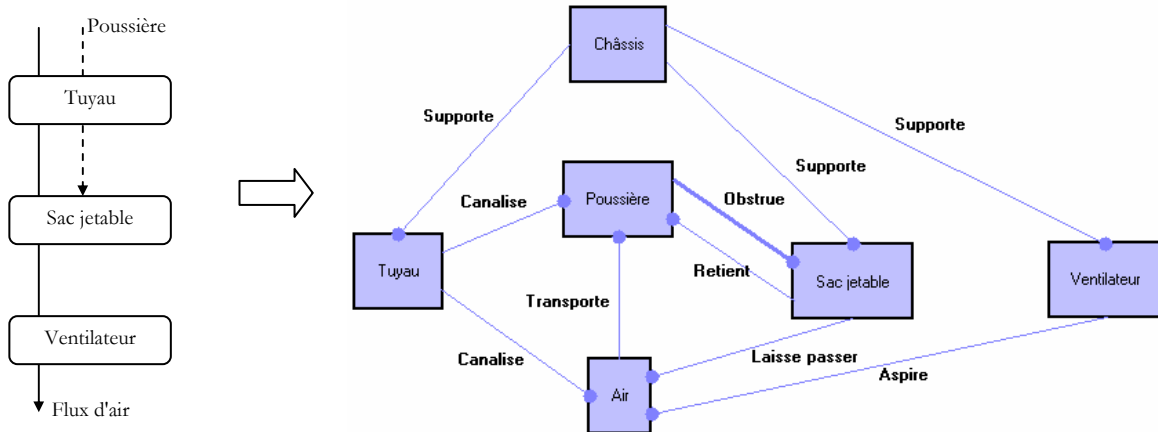 Poussière
Tuyau
Sac jetable
Ventilateur
Flux d'air
Châssis
Supporte
Supporte
Supporte
Canalise
Poussière
Obstrue
Tuyau
Retient
Sac jetable
Ventilateur
Transporte
Canalise
Laisse passer
Aspire
Air